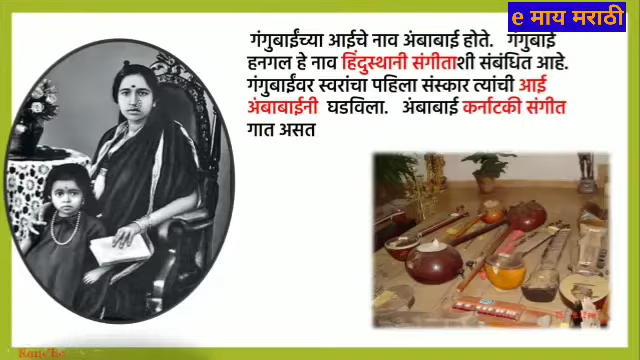 e माय मराठी
गंगुबाईंच्या आईचे नाव अंबाबाई होते. गंगुबाई
हनगल हे नाव हिंदुस्थानी संगीताशी संबंधित आहे.
गंगुबाईंवर स्वरांचा पहिला संस्कार त्यांची आई
अंबाबाईंनी घडविला. अंबाबाई कर्नाटकी संगीत
गात असत